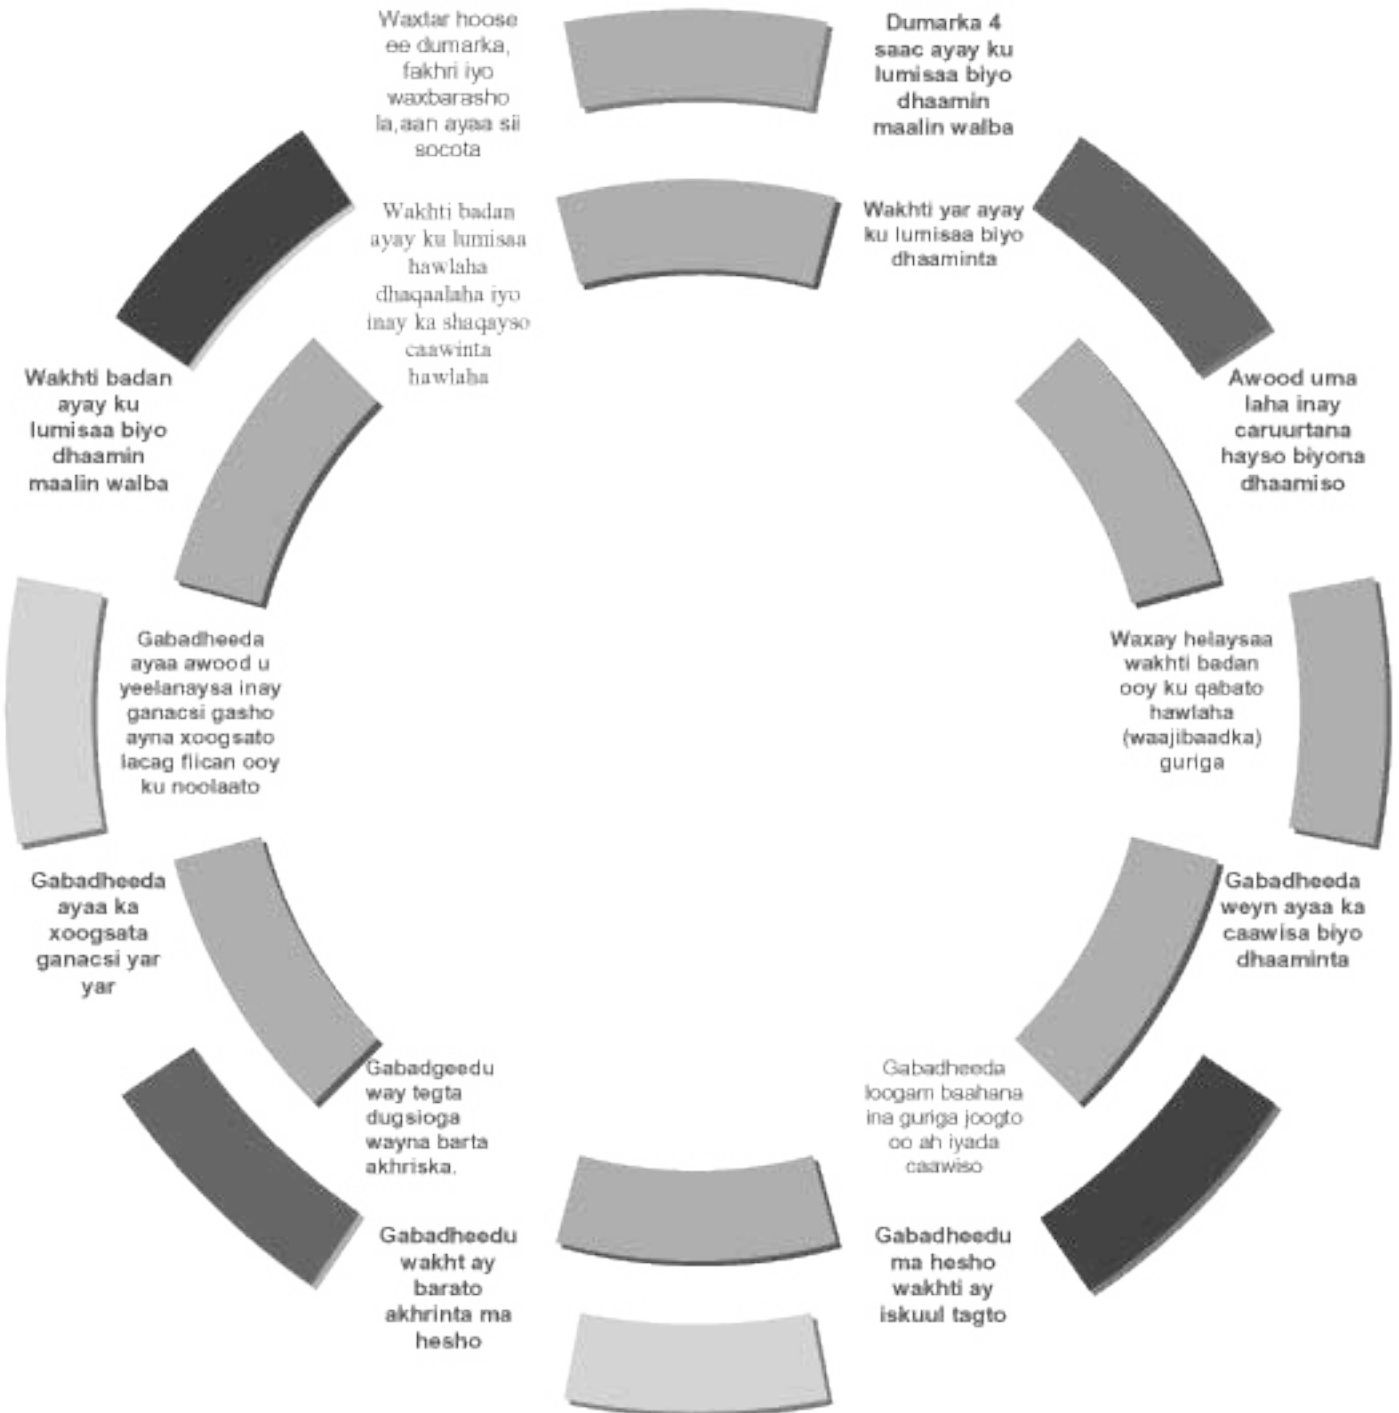 Waxtar hoose
ee dumarka,
fakhri iyo
waxbarasho
la,aan ayaa sii
socota
Dumarka 4
saac ayay ku
lumisaa biyo
dhaamin
maalin walba
Wakhti badan
ayay ku lumisaa
hawlaha
dhaqaalaha iyo
inay ka shaqayso
caawinta
hawlaha
Wakhti yar ayay
ku lumisaa biyo
dhaaminta
Wakhti badan
ayay ku
lumisaa biyo
dhaamin
maalin walba
Awood uma
laha inay
caruurtana
hayso biyona
dhaamiso
Gabadheeda
ayaa awood u
yeelanaysa inay
ganacsi gasho
ayna xoogsato
lacag flican ooy
ku noolaato
Waxay helaysaa
wakhti badan
ooy ku qabato
hawlaha
(waajibaadka)
guriga
Gabadheeda
ayaa ka
xoogsata
ganacsi yar
yar
Gabadheeda
weyn ayaa ka
caawisa biyo
dhaaminta
Gabadgeedu
way tegta
dugsioga
wayna barta
akhriska.
Gabadheeda
loogam baahana
ina guriga joogto
oo ah iyada
caawiso
Gabadheedu
wakht ay
barato
akhrinta ma
hesho
Gabadheedu
ma hesho
wakhti ay
iskuul tagto